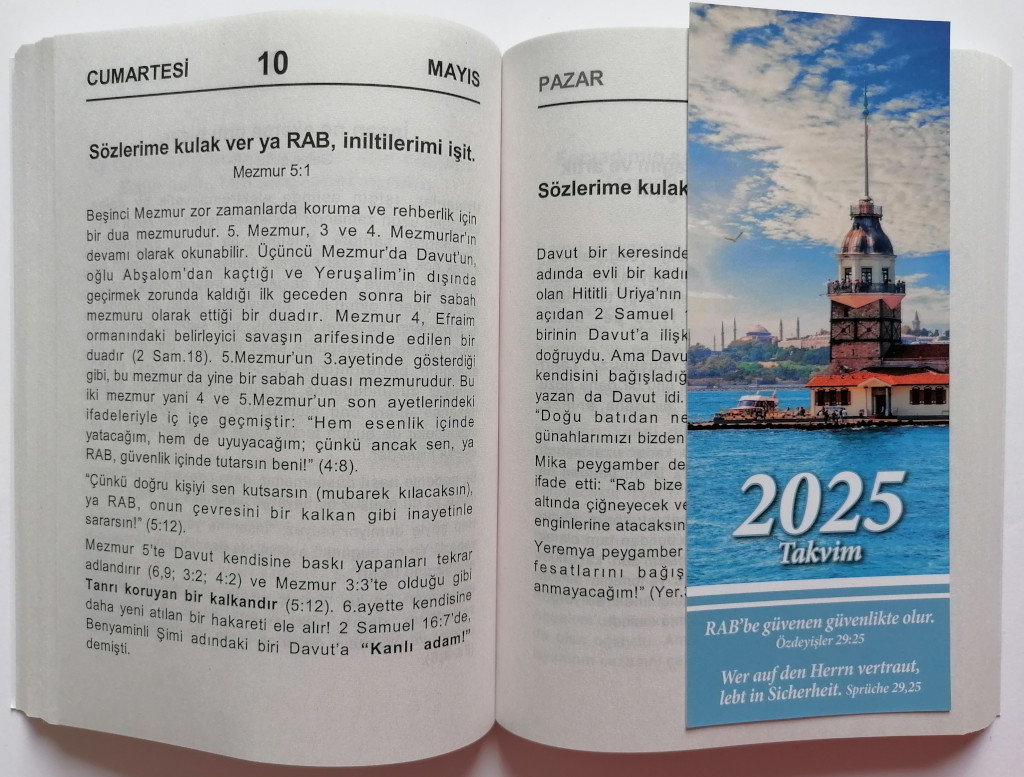 CUMARTESİ 10 MAYIS
Sözlerime kulak ver ya RAB, iniltilerimi işit.
Mezmur 5:1
Beşinci Mezmur zor zamanlarda koruma ve rehberlik için
bir dua mezmurudur. 5. Mezmur, 3 ve 4. Mezmurlar’ın
devamı olarak okunabilir. Üçüncü Mezmur’da Davut’un,
oğlu Abşalom’dan kaçtığı ve Yeruşalim’in dışında
geçirmek zorunda kaldığı ilk geceden sonra bir sabah
mezmuru olarak ettiği bir duadır. Mezmur 4, Efraim
ormanındaki belirleyici savaşın arifesinde edilen bir
duadır (2 Sam.18). 5.Mezmur’un 3.ayetinde gösterdiği
gibi, bu mezmur da yine bir sabah duası mezmurudur. Bu
iki mezmur yani 4 ve 5.Mezmur’un son ayetlerindeki
ifadeleriyle iç içe geçmiştir: “Hem esenlik içinde
yatacağım, hem de uyuyacağım; çünkü ancak sen, ya
RAB, güvenlik içinde tutarsın beni!” (4:8).
“Çünkü doğru kişiyi sen kutsarsın (mubarek kılacaksın),
ya RAB, onun çevresini bir kalkan gibi inayetinle
sararsın!” (5:12).
Mezmur 5’te Davut kendisine baskı yapanları tekrar
adlandırır (6,9; 3:2; 4:2) ve Mezmur 3:3’te olduğu gibi
Tanrı koruyan bir kalkandır (5:12). 6.ayette kendisine
daha yeni atılan bir hakareti ele alır! 2 Samuel 16:7’de,
Benyaminli Şimi adındaki biri Davut’a “Kanlı adam!”
demişti.
PAZAR
Sözlerime kulak
Davut bir keresinde
adında evli bir kadın
olan Hititli Uriya’nın
açıdan 2 Samuel
birinin Davut’a ilişk
doğruydu. Ama Davu
kendisini bağışladığ
yazan da Davut idi.
“Doğu batıdan ne
günahlarımızı bizden
Mika peygamber de
ifade etti: “Rab bize
altında çiğneyecek ve
enginlerine atacaksın
Yeremya peygamber
fesatlarını bağış
anmayacağım!” (Yer.
2025
Takvim
RAB’be güvenen güvenlikte olur.
Özdeyişler 29:25
Wer auf den Herrn vertraut,
lebt in Sicherheit. Sprüche 29,25